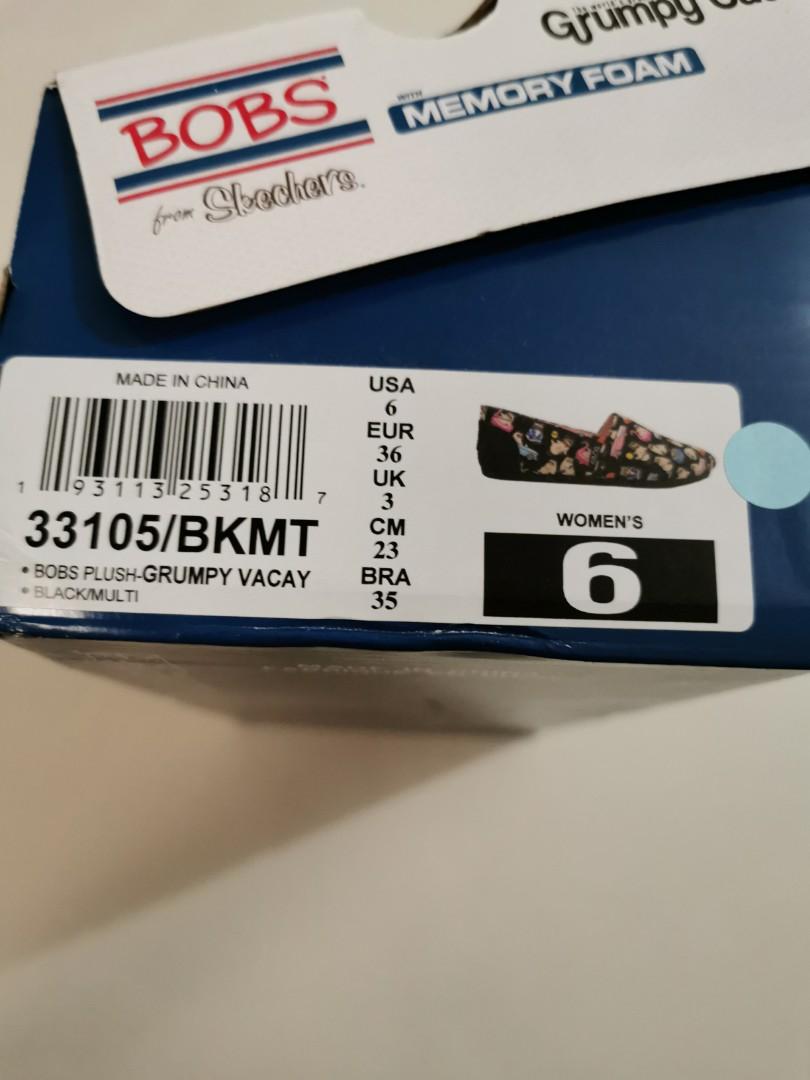 Grumpy
BOBS
from Skechers.
WITH
MEMORY FOAM
MADE IN CHINA
1 93113 25318 7
33105/BKMT
• BOBS PLUSH-GRUMPY VACAY
• BLACK/MULTI
USA
6
EUR
36
UK
3
CM
23
BRA
35
WOMEN'S
6